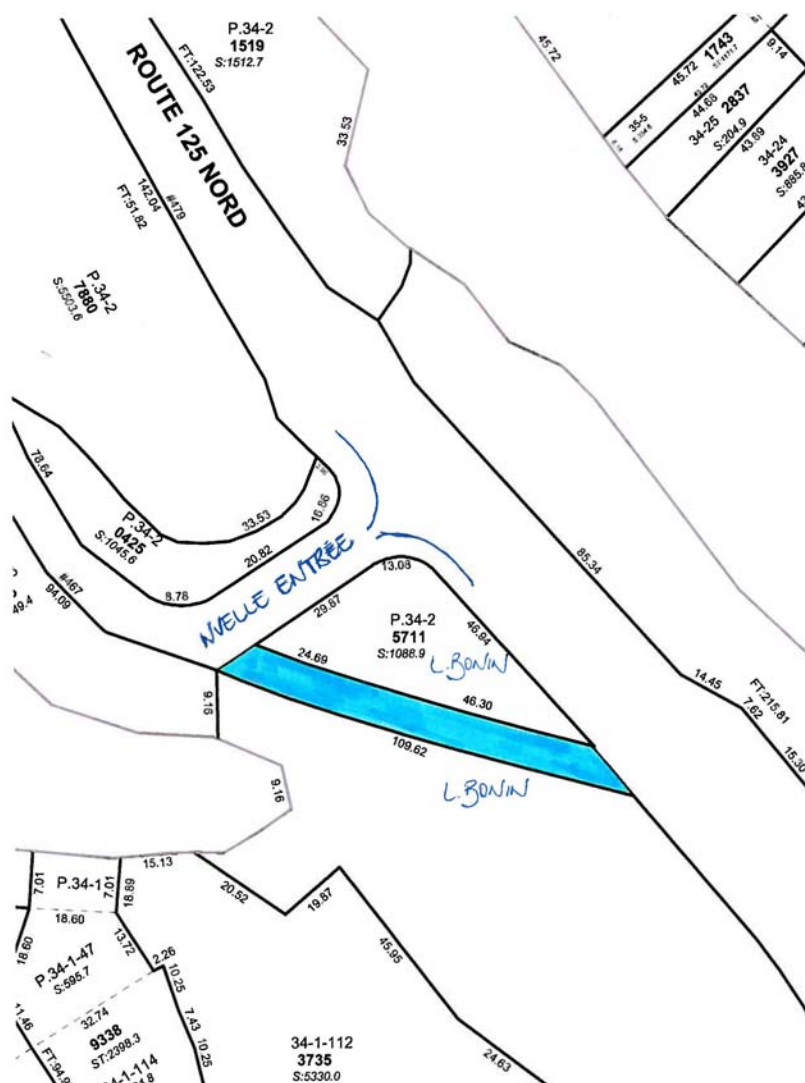 P.34-2
1519
S:1512.7
FT:122.53
ROUTE 125 NORD
33.53
45.72
45.72
1743
9.14
35-5
44.68
34-25
2837
S:204.9
43.89
34-24
3927
S:885.8
142.04
#479
FT:51.82
P.34-2
7880
S:5503.6
78.64
P.34-2
0425
S:1045.6
33.53
16.86
20.82
8.78
#467
94.09
49.4
NVELLE ENTRÉE
13.08
29.87
85.34
P.34-2
5711
S:1088.9
46.94
L.BONIN
24.69
46.30
109.62
L.BONIN
14.45
FT:215.81
7.62
15.30
9.16
9.16
15.13
7.01
P.34-1
7.01
18.89
18.60
18.60
13.72
20.52
19.87
45.95
P.34-1-47
S:595.7
2.26
10.25
7.43
10.25
32.74
9338
ST:2398.3
34-1-112
3735
S:5330.0
24.63